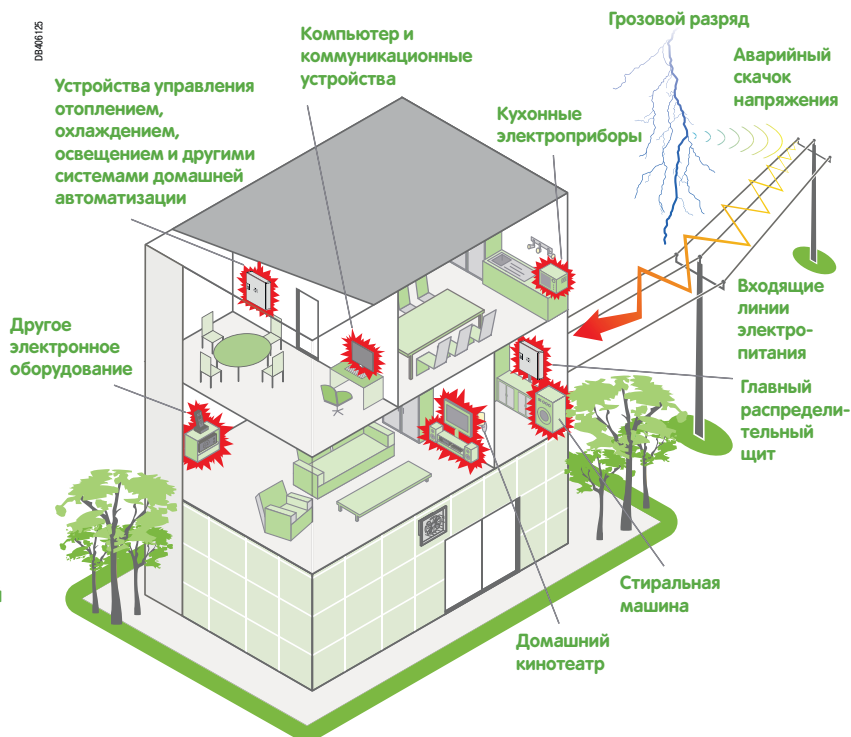 DB406125
Грозовой разряд
Компьютер и
коммуникационные
устройства
Аварийный
скачок
напряжения
Устройства управления
отоплением,
охлаждением,
освещением и другими
системами домашней
автоматизации
Кухонные
электроприборы
Входящие
линии
электро-
питания
Другое
электронное
оборудование
Главный
распредели-
тельный
щит
Стиральная
машина
Домашний
кинотеатр